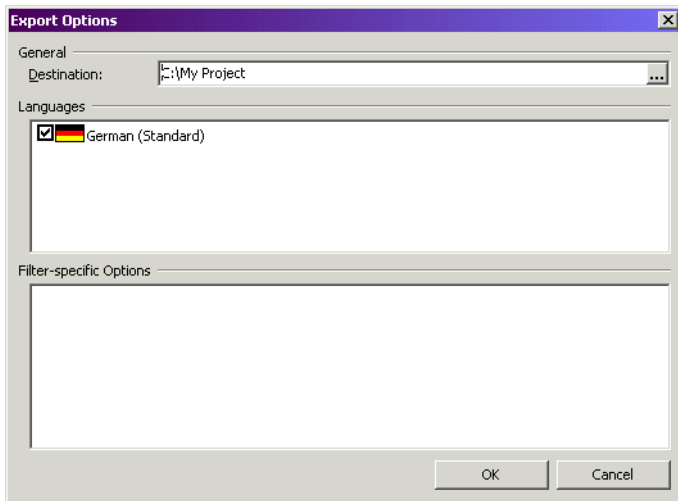 Export Options
General
Destination: C:\My Project ...
Languages
German (Standard)
Filter-specific Options
OK Cancel